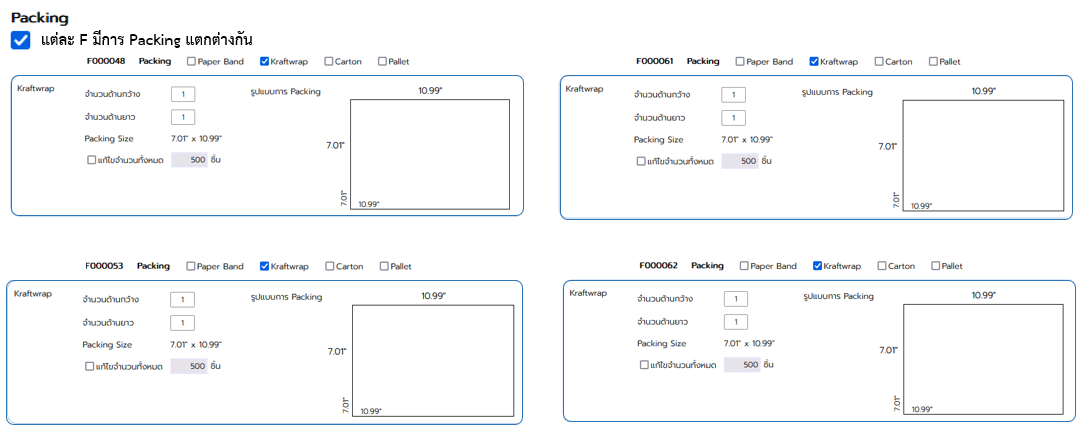 Packing
แต่ละ F มีการ Packing แตกต่างกัน
F000048 Packing Paper Band Kraftwrap Carton Pallet
Kraftwrap
จำนวนด้านกว้าง 1
จำนวนด้านยาว 1
Packing Size 7.01" x 10.99"
แก้ไขจำนวนทั้งหมด 500 ชิ้น
รูปแบบการ Packing
10.99"
7.01"
7.01"
10.99"
F000061 Packing Paper Band Kraftwrap Carton Pallet
Kraftwrap
จำนวนด้านกว้าง 1
จำนวนด้านยาว 1
Packing Size 7.01" x 10.99"
แก้ไขจำนวนทั้งหมด 500 ชิ้น
รูปแบบการ Packing
10.99"
7.01"
7.01"
10.99"
F000053 Packing Paper Band Kraftwrap Carton Pallet
Kraftwrap
จำนวนด้านกว้าง 1
จำนวนด้านยาว 1
Packing Size 7.01" x 10.99"
แก้ไขจำนวนทั้งหมด 500 ชิ้น
รูปแบบการ Packing
10.99"
7.01"
7.01"
10.99"
F000062 Packing Paper Band Kraftwrap Carton Pallet
Kraftwrap
จำนวนด้านกว้าง 1
จำนวนด้านยาว 1
Packing Size 7.01" x 10.99"
แก้ไขจำนวนทั้งหมด 500 ชิ้น
รูปแบบการ Packing
10.99"
7.01"
7.01"
10.99"